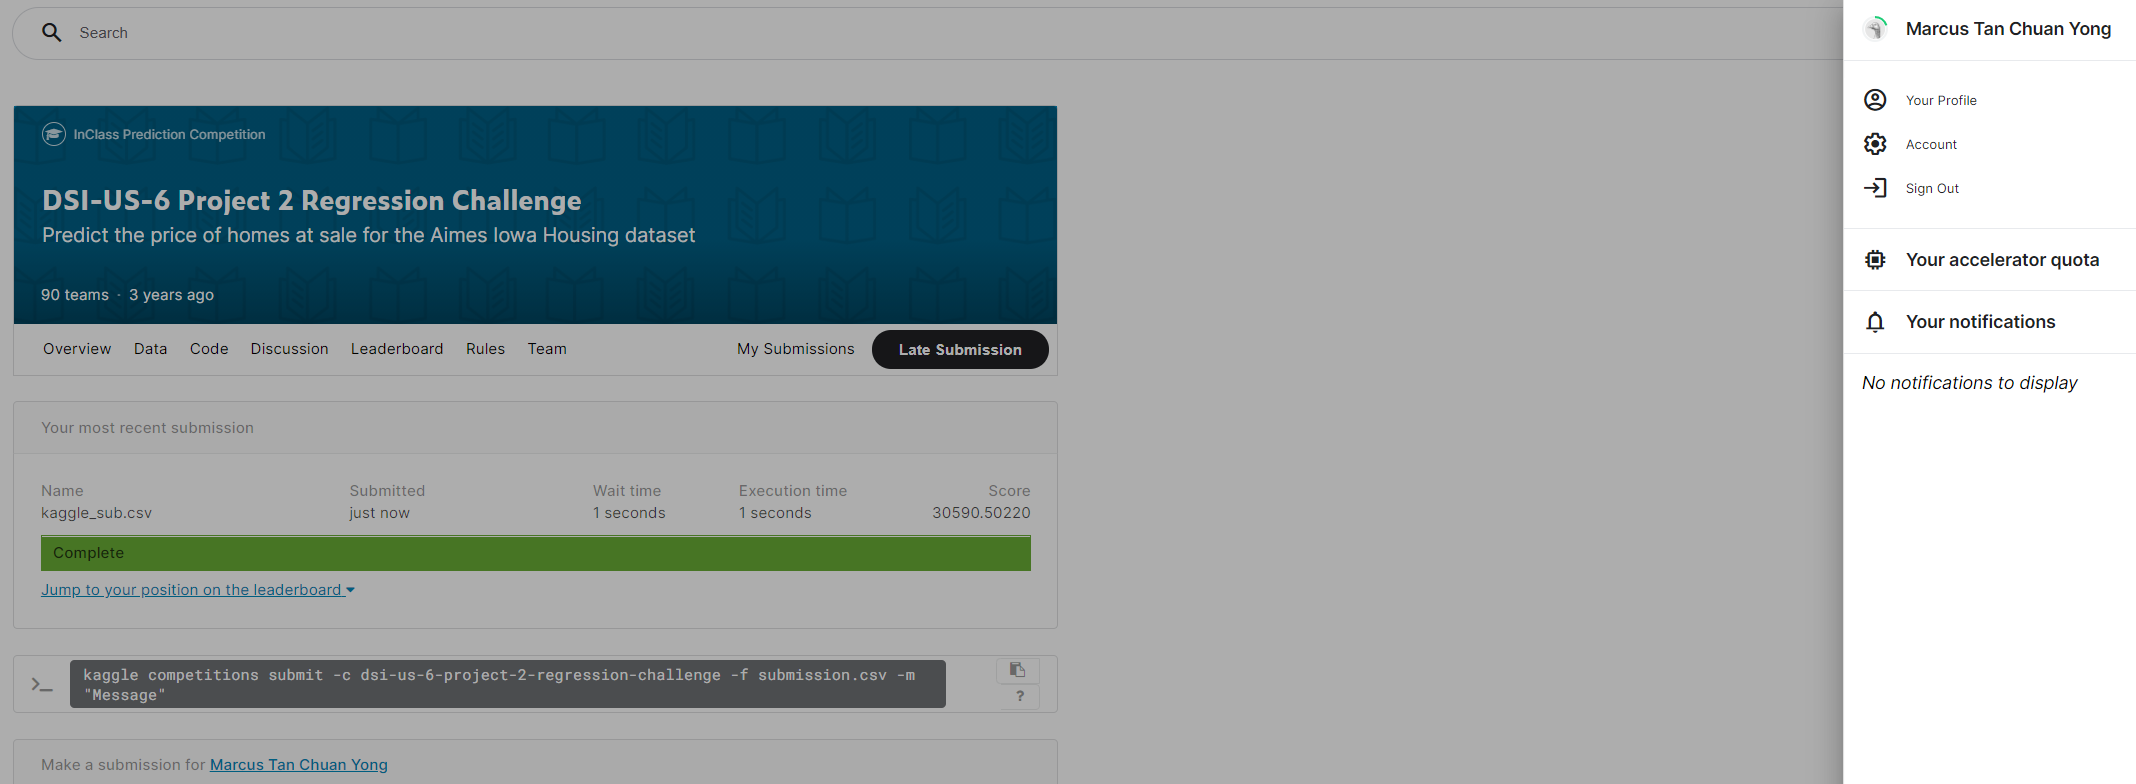 Search
InClass Prediction Competition
DSI-US-6 Project 2 Regression Challenge
Predict the price of homes at sale for the Aimes Iowa Housing dataset
90 teams · 3 years ago
Overview Data Code Discussion Leaderboard Rules Team My Submissions Late Submission
Your most recent submission
Name Submitted Wait time Execution time Score
kaggle_sub.csv just now 1 seconds 1 seconds 30590.50220
Complete
Jump to your position on the leaderboard
>_ kaggle competitions submit -c dsi-us-6-project-2-regression-challenge -f submission.csv -m
"Message"
?
Make a submission for Marcus Tan Chuan Yong
Marcus Tan Chuan Yong
Your Profile
Account
Sign Out
Your accelerator quota
Your notifications
No notifications to display